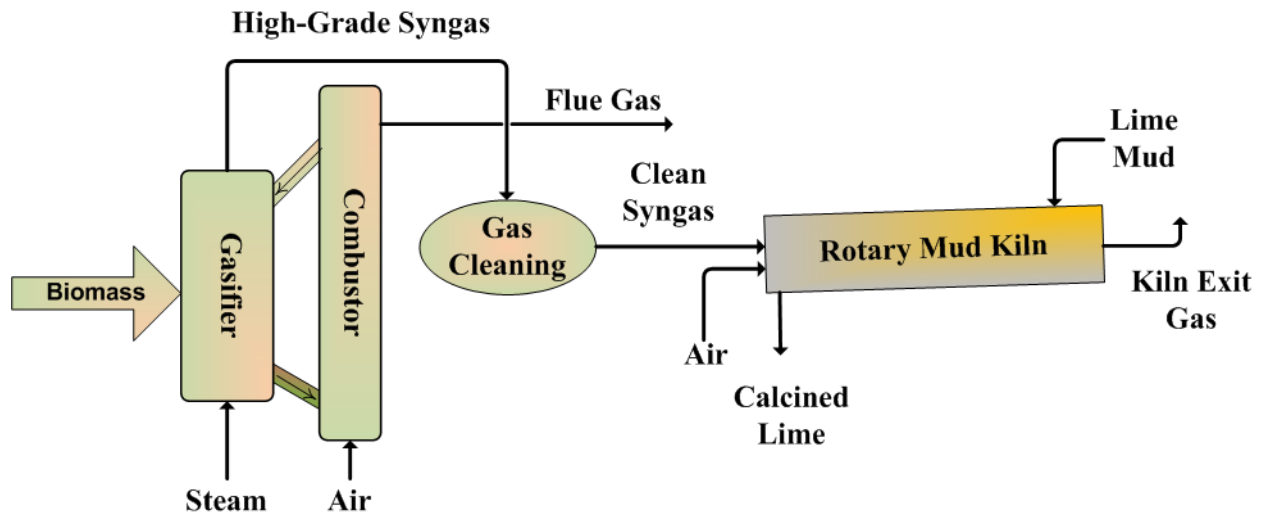 High-Grade Syngas
Flue Gas
Lime
Mud
Clean
Syngas
Combustor
Gasifier
Gas
Cleaning
Rotary Mud Kiln
Biomass
Kiln Exit
Gas
Air
Calcined
Lime
Steam
Air